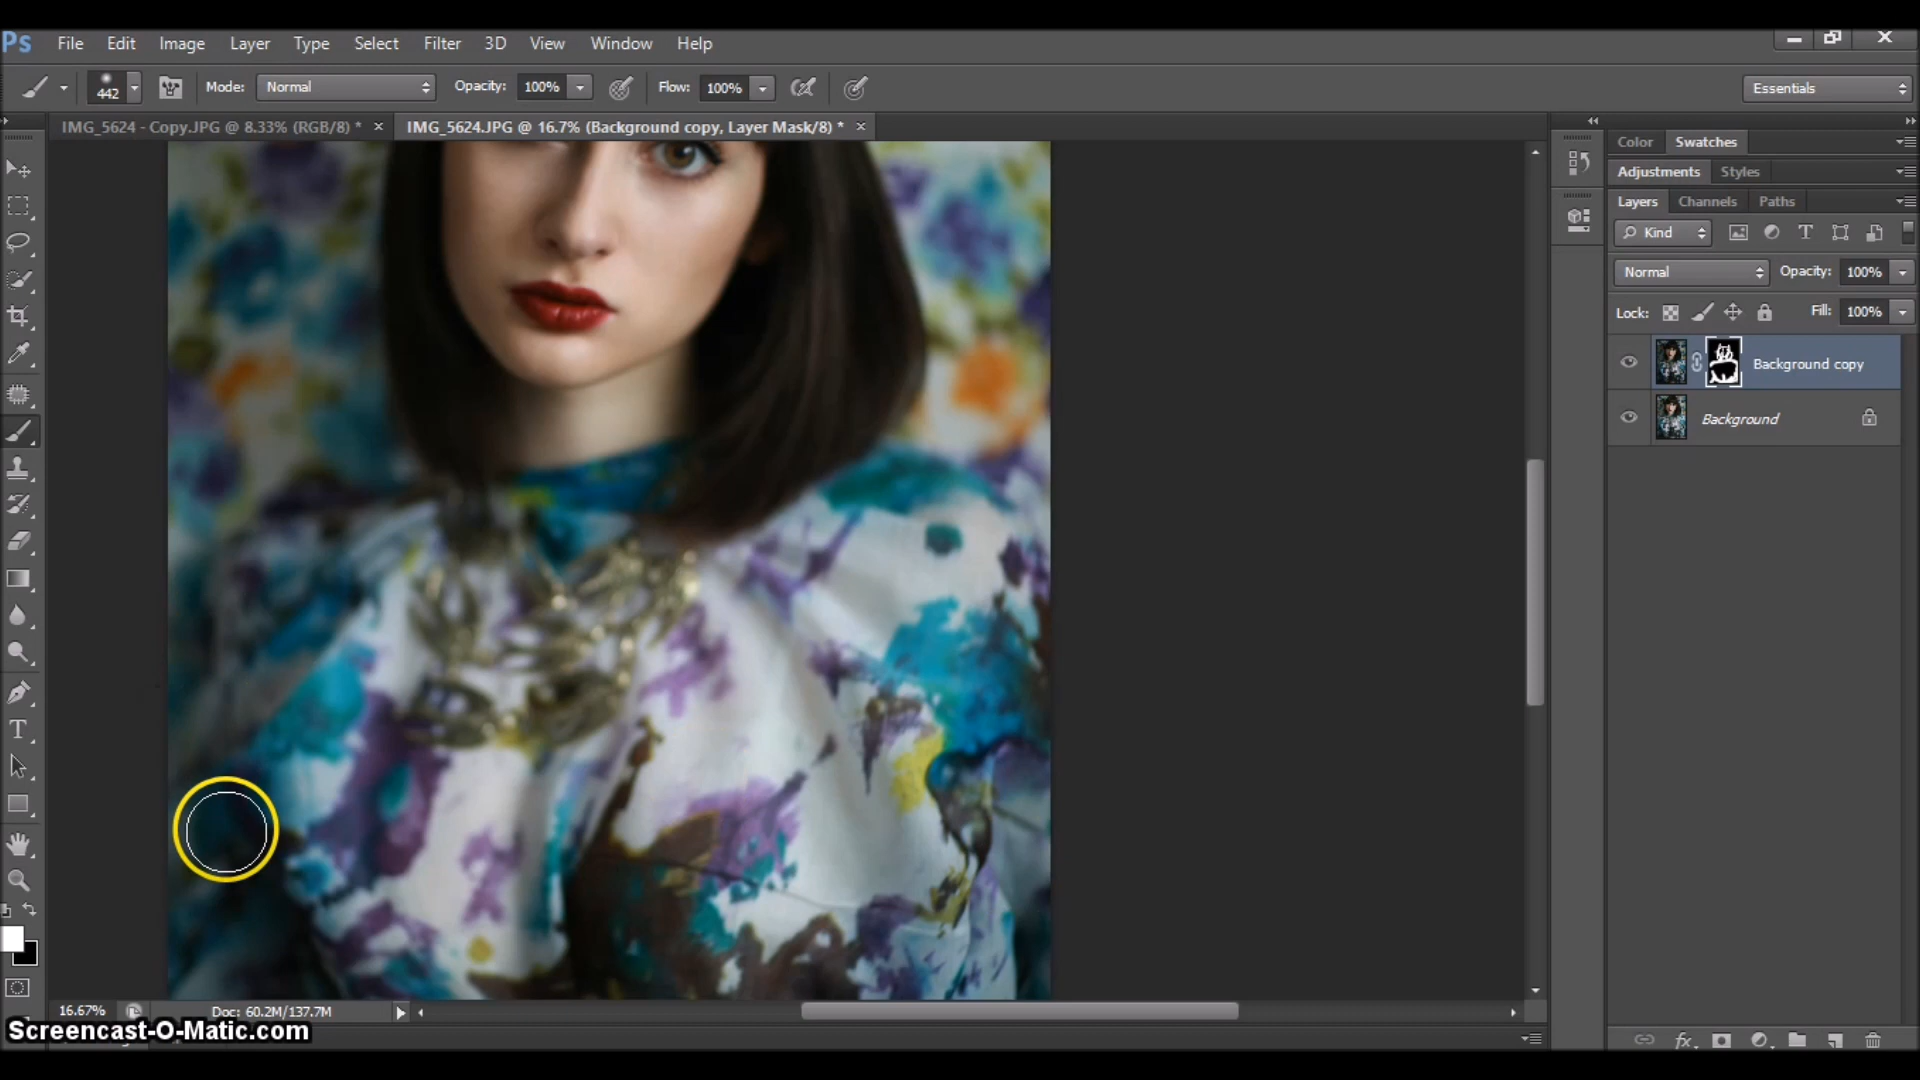 Ps File Edit Image Layer Type Select Filter 3D View Window Help
442 Mode: Normal Opacity: 100% Flow: 100% Essentials
IMG_5624 - Copy.JPG @ 8.33% (RGB/8) * × IMG_5624.JPG @ 16.7% (Background copy, Layer Mask/8) * ×
Color Swatches
Adjustments Styles
Layers Channels Paths
Kind
Normal Opacity: 100%
Lock: Fill: 100%
Background copy
Background
16.67% Doc: 60.2M/137.7M
Screencast-O-Matic.com